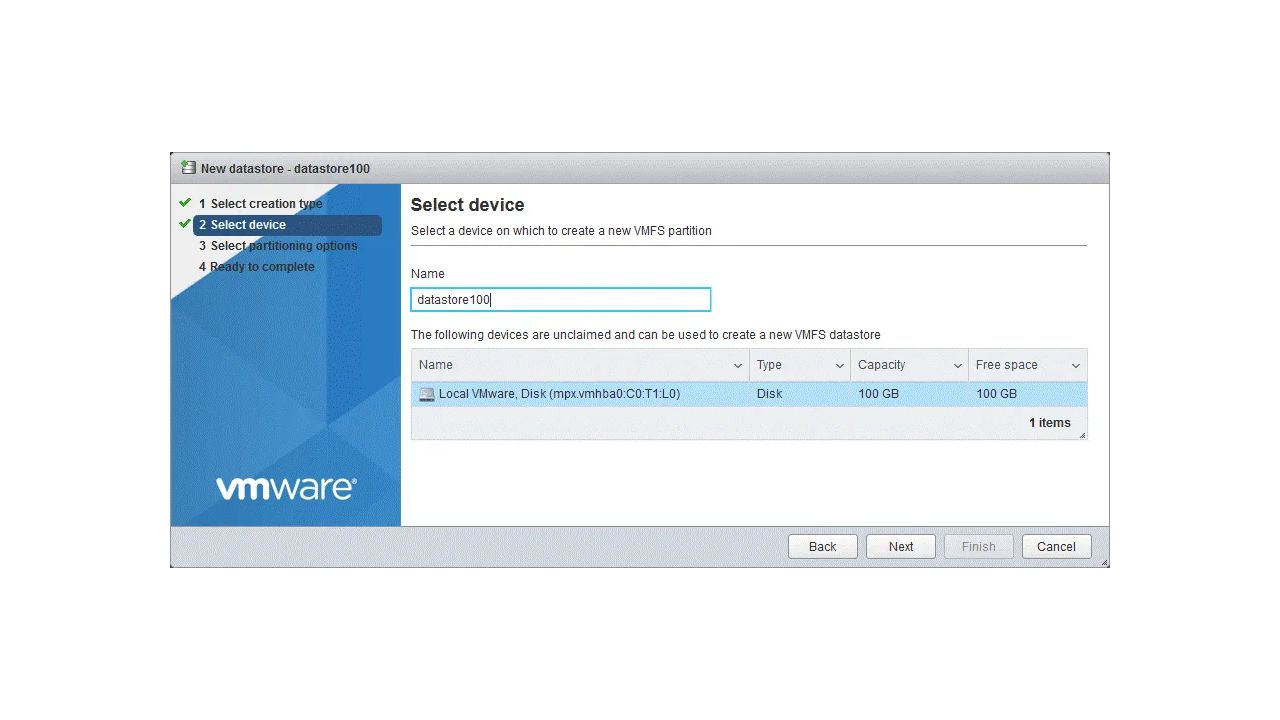 New datastore - datastore100
1 Select creation type
2 Select device
3 Select partitioning options
4 Ready to complete
vmware®
Select device
Select a device on which to create a new VMFS partition
Name
datastore100
The following devices are unclaimed and can be used to create a new VMFS datastore
Name Type Capacity Free space
Local VMware, Disk (mpx.vmhba0:C0:T1:L0) Disk 100 GB 100 GB
1 items
Back Next Finish Cancel